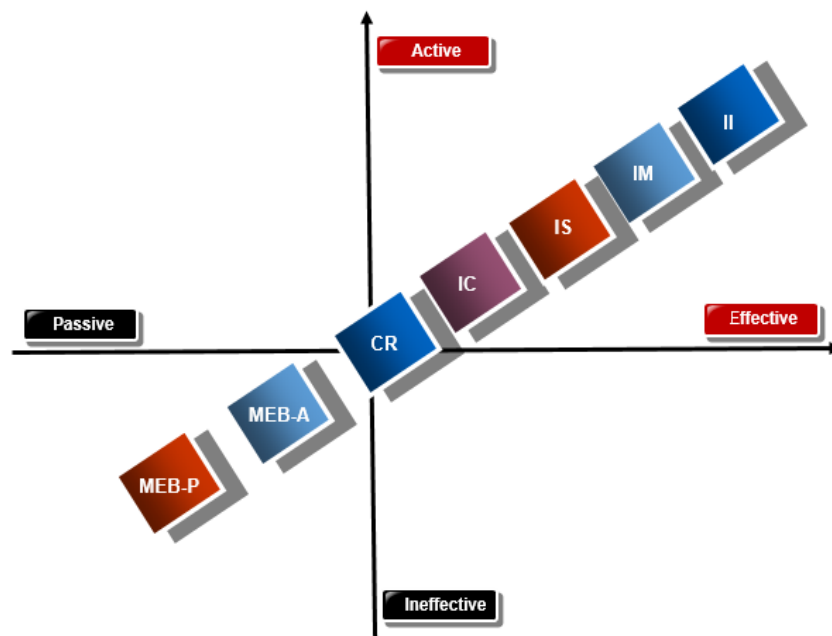 Active
II
IM
IS
IC
Passive
Effective
CR
MEB-A
MEB-P
Ineffective